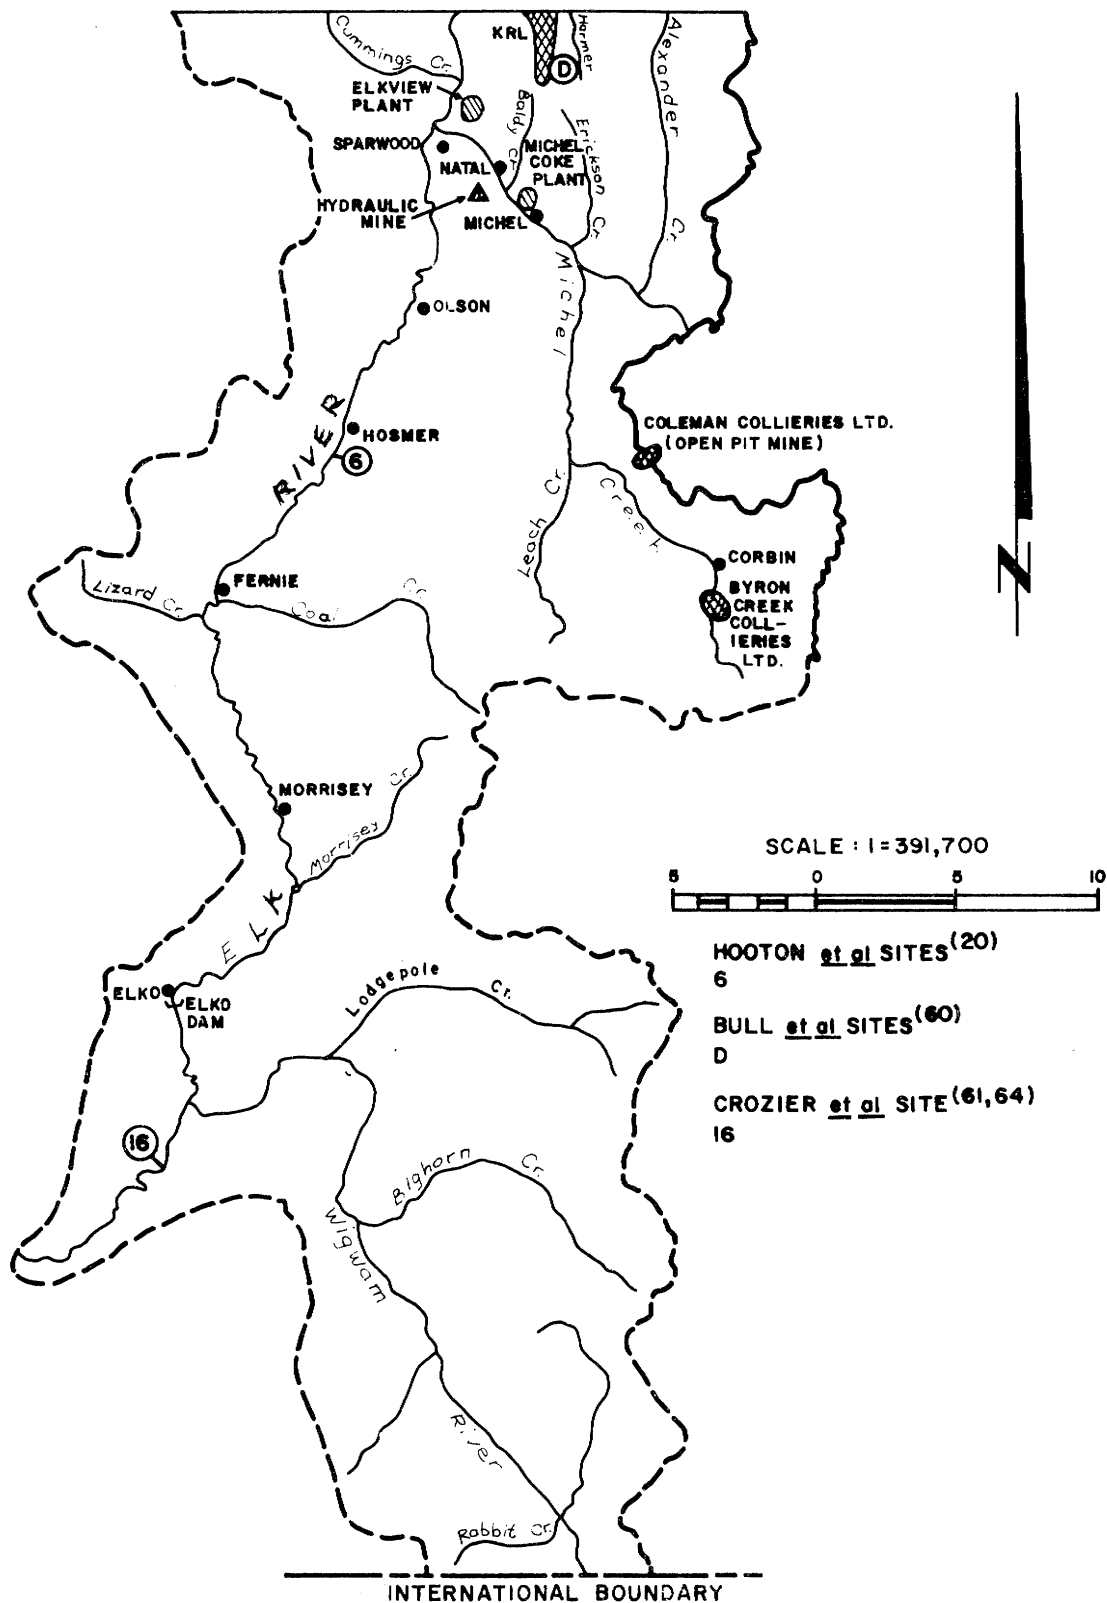 KRL
Harmer
Cummings Cr.
Alexander Cr.
D
ELKVIEW
PLANT
Baldy Cr.
Errickson Cr.
SPARWOOD
MICHEL
COKE
PLANT
NATAL
HYDRAULIC
MINE
MICHEL
Michel
OLSON
RIVER
HOSMER
6
COLEMAN COLLIERIES LTD.
(OPEN PIT MINE)
Creek
Leach Cr.
CORBIN
BYRON
CREEK
COLL-
IERIES
LTD.
FERNIE
Lizard Cr.
Coal Cr.
N
MORRISEY
Morrisey Cr.
ELK
SCALE : 1=391,700
5 0 5 10
HOOTON et al SITES(20)
6
BULL et al SITES(60)
D
CROZIER et al SITE(61,64)
16
ELKO
ELKO
DAM
Lodgepole Cr.
16
Bighorn Cr.
Wigwam
River
Rabbit Cr.
INTERNATIONAL BOUNDARY